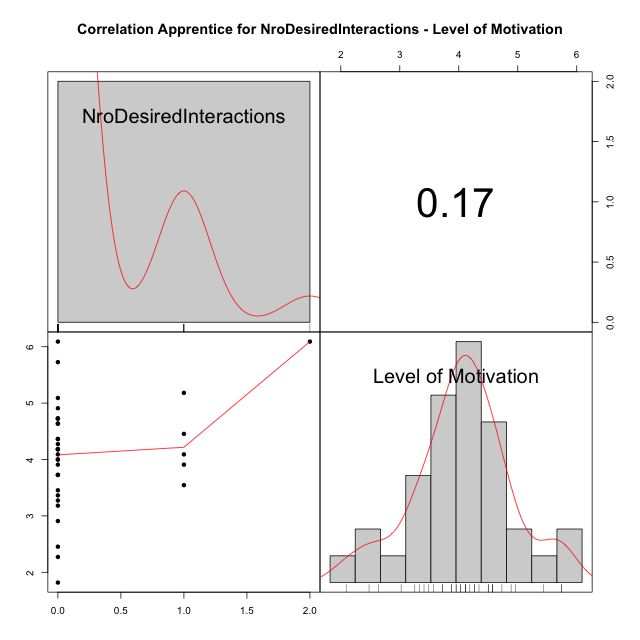 Correlation Apprentice for NroDesiredInteractions - Level of Motivation
2 3 4 5 6
NroDesiredInteractions
0.17
2.0
1.5
1.0
0.5
0.0
6
5
4
3
2
Level of Motivation
0.0 0.5 1.0 1.5 2.0